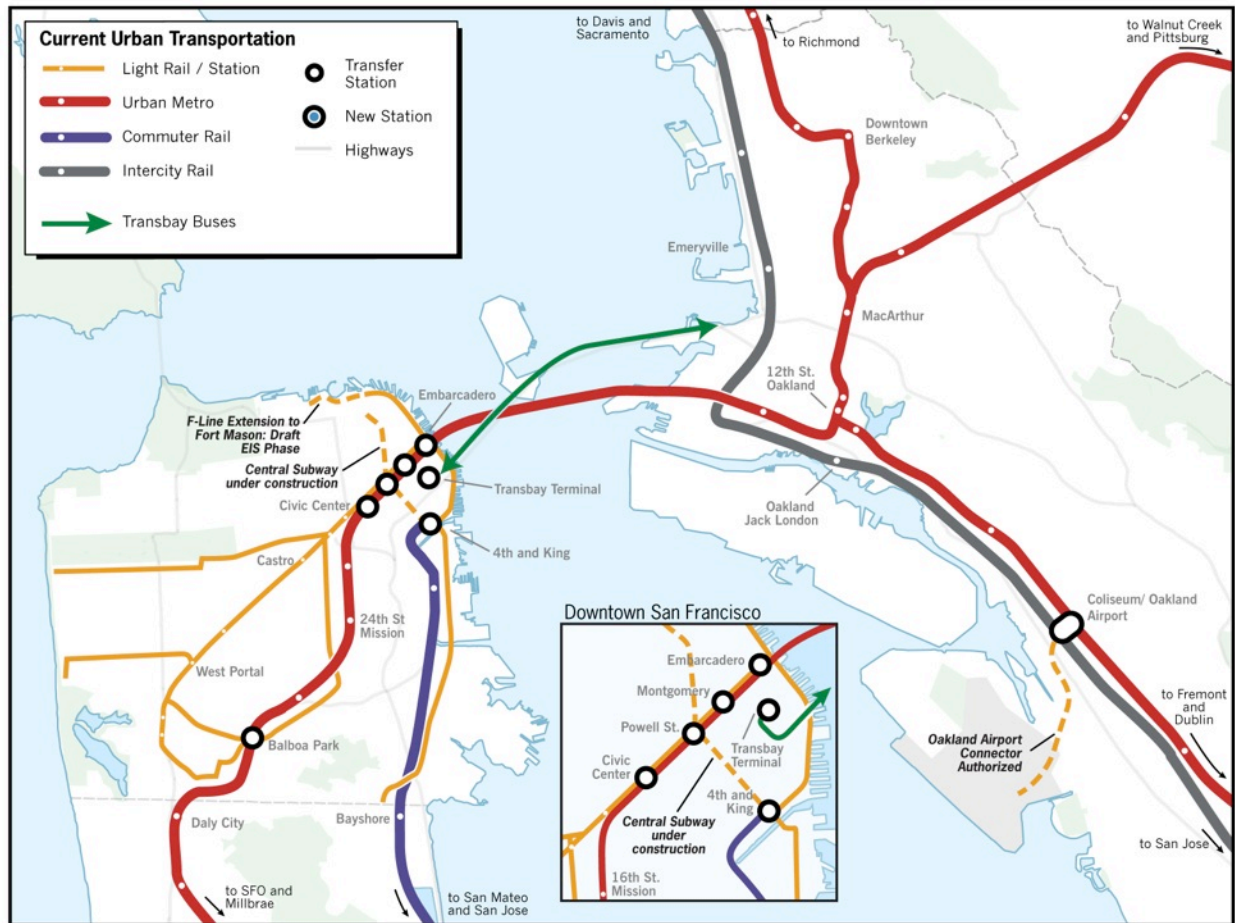 Current Urban Transportation
Light Rail / Station
Urban Metro
Commuter Rail
Intercity Rail
Transbay Buses
Transfer
Station
New Station
Highways
to Davis and
Sacramento
to Richmond
to Walnut Creek
and Pittsburg
Downtown
Berkeley
Emeryville
MacArthur
12th St.
Oakland
Embarcadero
F-Line Extension to
Fort Mason: Draft
EIS Phase
Central Subway
under construction
Civic Center
Transbay Terminal
4th and King
Oakland
Jack London
Castro
24th St
Mission
West Portal
Balboa Park
Daly City
Bayshore
to SFO and
Millbrae
to San Mateo
and San Jose
Downtown San Francisco
Embarcadero
Montgomery
Powell St.
Transbay
Terminal
Civic
Center
4th and
King
Central Subway
under
construction
16th St.
Mission
Coliseum/ Oakland
Airport
Oakland Airport
Connector
Authorized
to Fremont
and
Dublin
to San Jose